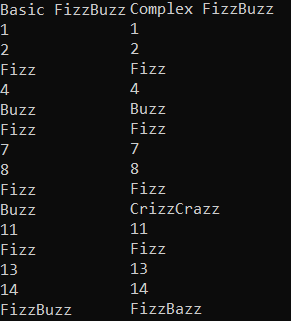 Basic FizzBuzz Complex FizzBuzz
1 1
2 2
Fizz Fizz
4 4
Buzz Buzz
Fizz Fizz
7 7
8 8
Fizz Fizz
Buzz CrizzCrazz
11 11
Fizz Fizz
13 13
14 14
FizzBuzz FizzBazz